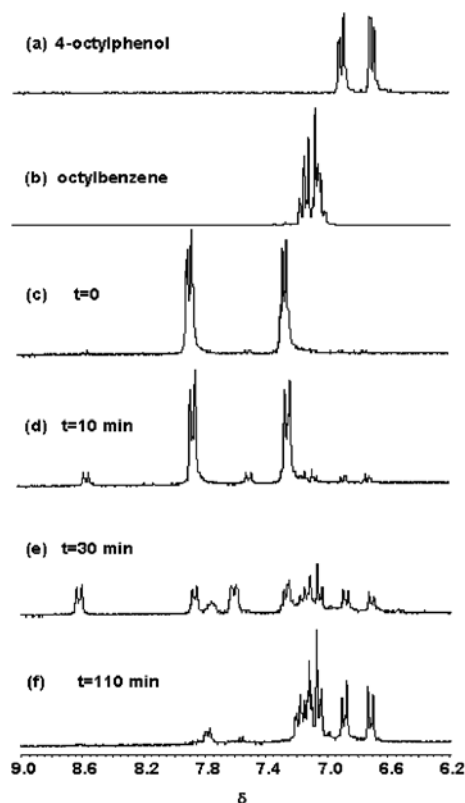 (a) 4-octylphenol
(b) octylbenzene
(c) t=0
(d) t=10 min
(e) t=30 min
(f) t=110 min
9.0 8.6 8.2 7.8 7.4 7.0 6.6 6.2
δ